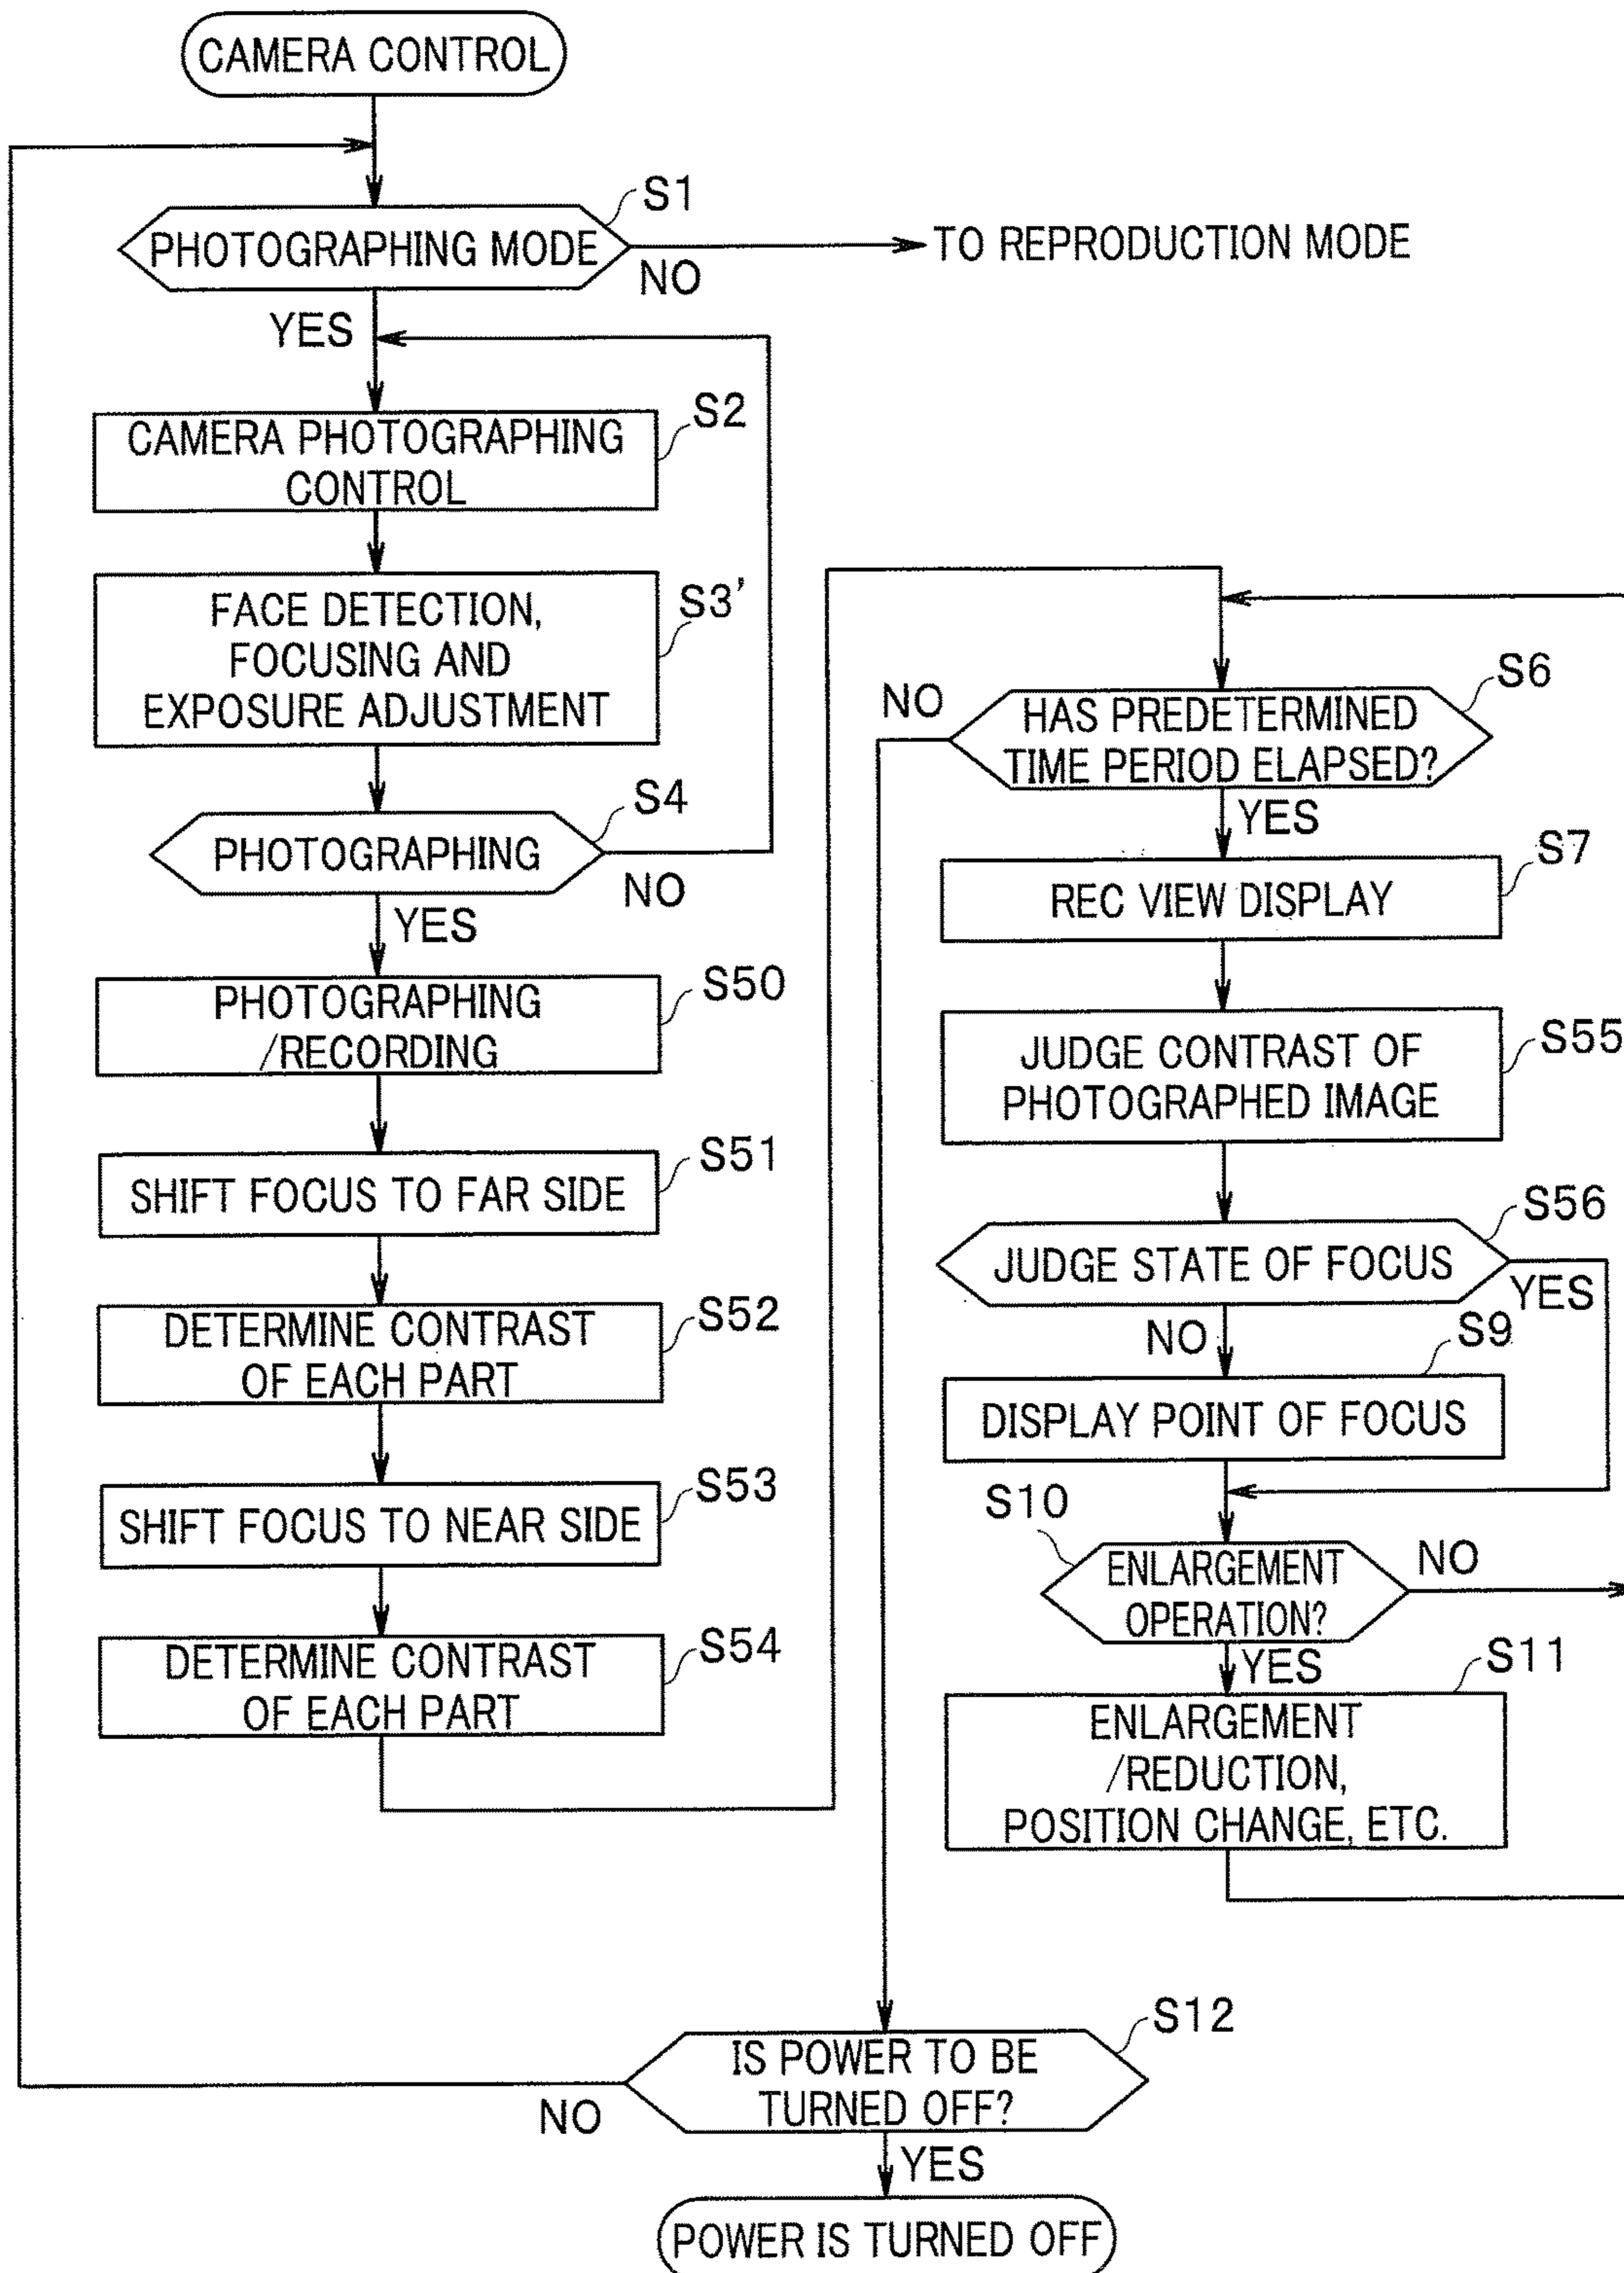 CAMERA CONTROL
S1
PHOTOGRAPHING MODE
NO
TO REPRODUCTION MODE
YES
S2
CAMERA PHOTOGRAPHING
CONTROL
S3'
FACE DETECTION,
FOCUSING AND
EXPOSURE ADJUSTMENT
S4
PHOTOGRAPHING
NO
YES
S50
PHOTOGRAPHING
/RECORDING
S51
SHIFT FOCUS TO FAR SIDE
S52
DETERMINE CONTRAST
OF EACH PART
S53
SHIFT FOCUS TO NEAR SIDE
S54
DETERMINE CONTRAST
OF EACH PART
S6
NO
HAS PREDETERMINED
TIME PERIOD ELAPSED?
YES
S7
REC VIEW DISPLAY
S55
JUDGE CONTRAST OF
PHOTOGRAPHED IMAGE
S56
JUDGE STATE OF FOCUS
YES
NO
S9
DISPLAY POINT OF FOCUS
S10
ENLARGEMENT
OPERATION?
NO
YES
S11
ENLARGEMENT
/REDUCTION,
POSITION CHANGE, ETC.
S12
IS POWER TO BE
TURNED OFF?
NO
YES
POWER IS TURNED OFF